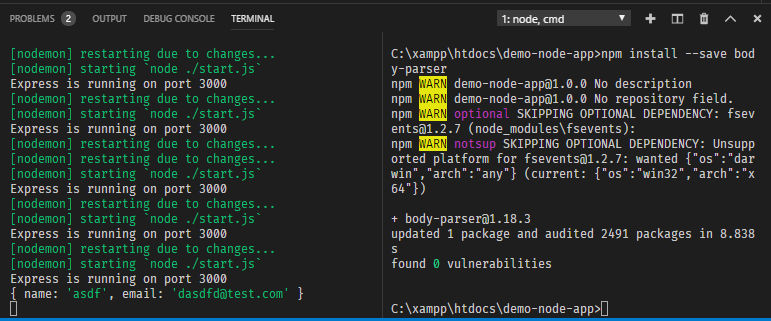 PROBLEMS 2 OUTPUT DEBUG CONSOLE TERMINAL 1: node, cmd
[nodemon] restarting due to changes...
[nodemon] starting `node ./start.js`
Express is running on port 3000
[nodemon] restarting due to changes...
[nodemon] starting `node ./start.js`
Express is running on port 3000
[nodemon] restarting due to changes...
[nodemon] restarting due to changes...
[nodemon] starting `node ./start.js`
Express is running on port 3000
[nodemon] restarting due to changes...
[nodemon] starting `node ./start.js`
Express is running on port 3000
[nodemon] restarting due to changes...
[nodemon] starting `node ./start.js`
Express is running on port 3000
{ name: 'asdf', email: 'dasdfd@test.com' }
C:\xampp\htdocs\demo-node-app>npm install --save bod
y-parser
npm WARN demo-node-app@1.0.0 No description
npm WARN demo-node-app@1.0.0 No repository field.
npm WARN optional SKIPPING OPTIONAL DEPENDENCY: fsev
ents@1.2.7 (node_modules\fsevents):
npm WARN notsup SKIPPING OPTIONAL DEPENDENCY: Unsupp
orted platform for fsevents@1.2.7: wanted {"os":"dar
win","arch":"any"} (current: {"os":"win32","arch":"x
64"})
+ body-parser@1.18.3
updated 1 package and audited 2491 packages in 8.838
s
found 0 vulnerabilities
C:\xampp\htdocs\demo-node-app>